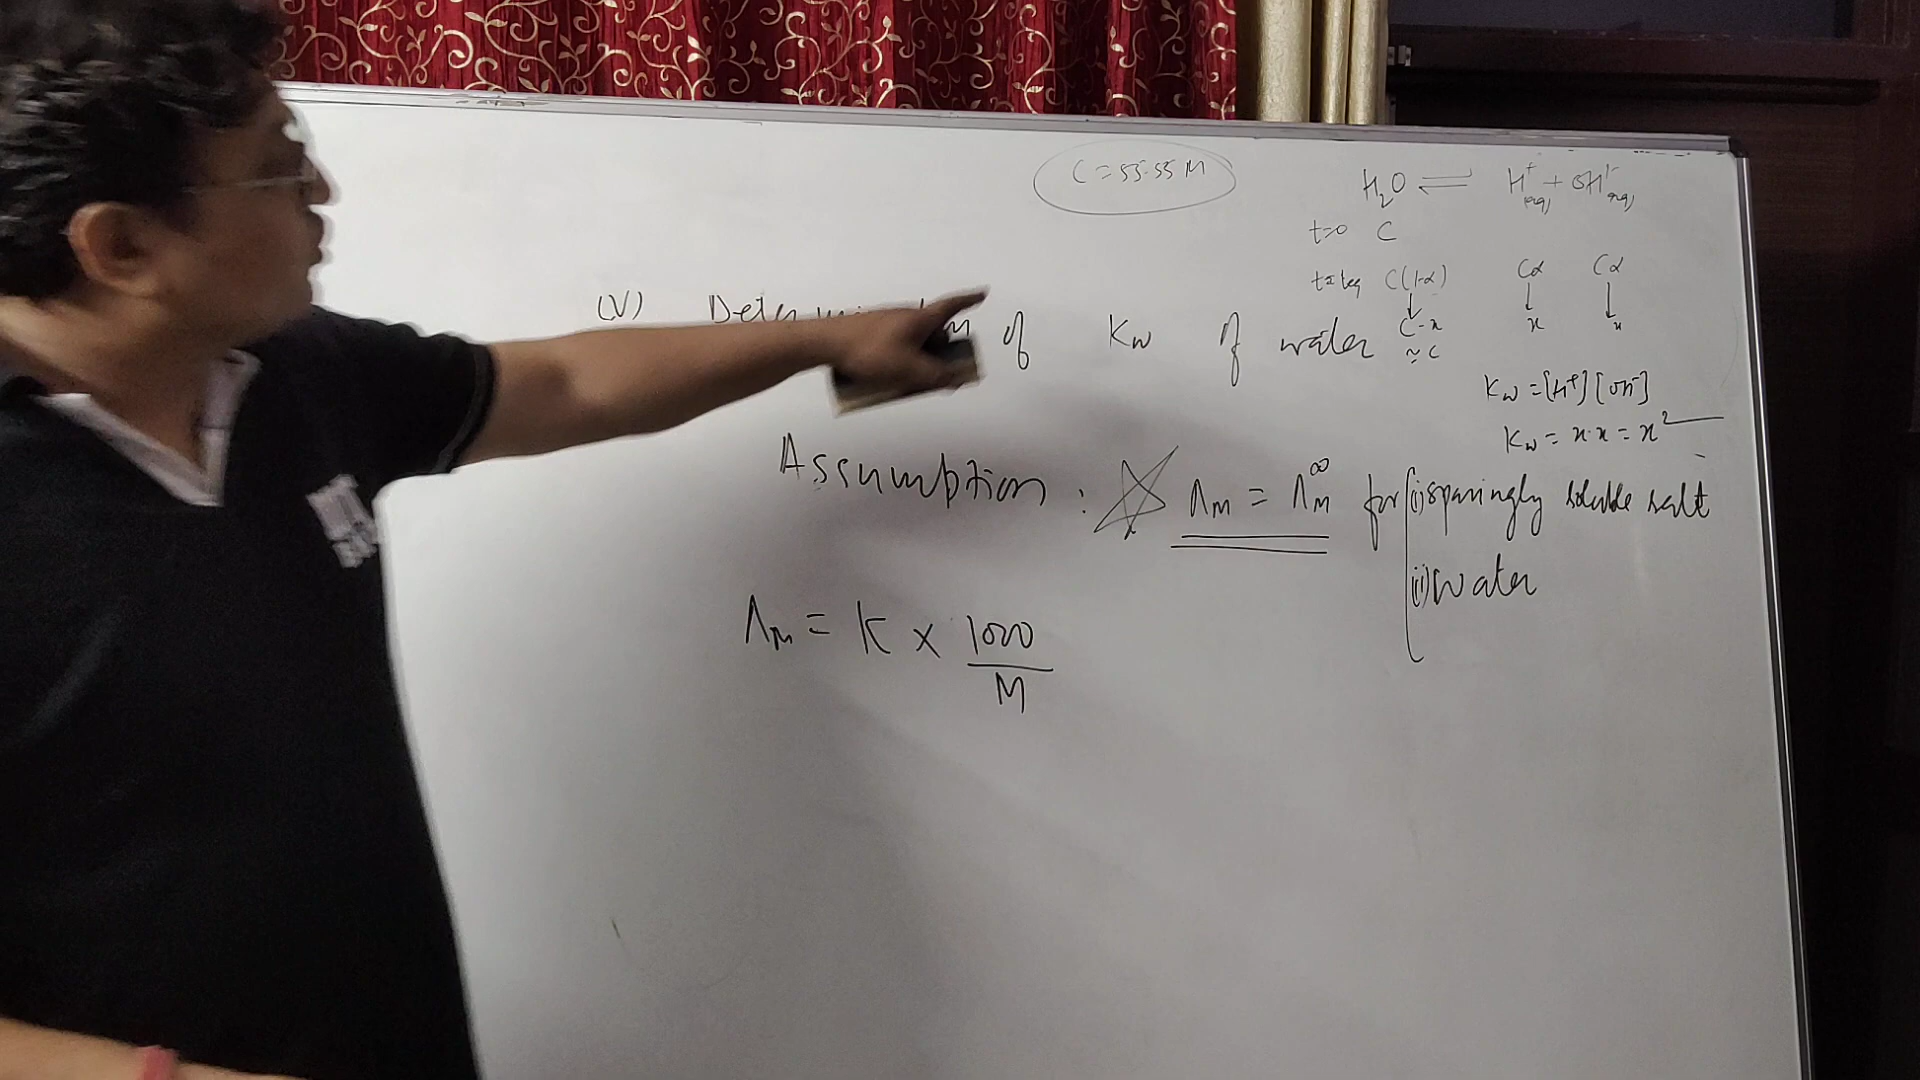 C = 55.55 M
H₂O ⇌ H⁺(aq) + OH¹⁻(aq)
t=0 C
t=teq C(1-α) Cα Cα
↓ ↓ ↓
C-x x x
≈ C
(V) Determination of Kw of water
Kw = [H⁺] [OH⁻]
Kw = x·x = x²
Assumption : ☆ Λm = Λm^∞ for (i) sparingly soluble salt
(ii) water
Λm = K × 1000
M